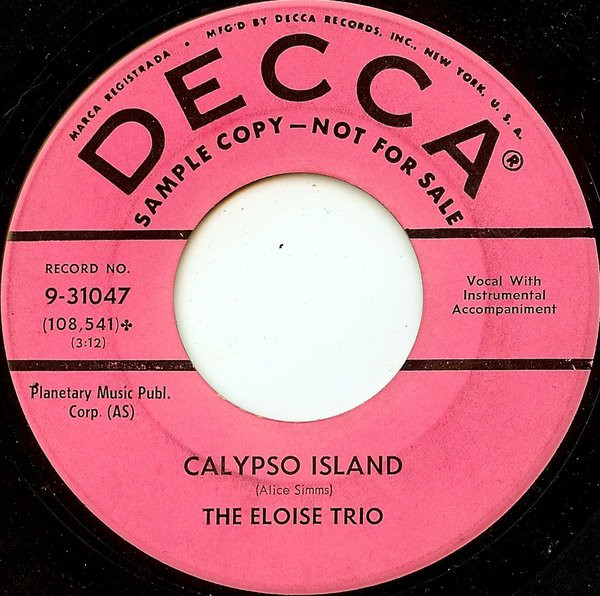 MARCA REGISTRADA • MFG'D BY DECCA RECORDS, INC., NEW YORK, U. S. A.
DECCA®
SAMPLE COPY—NOT FOR SALE
RECORD NO.
9-31047
(108,541)✤
(3:12)
Vocal With
Instrumental
Accompaniment
Planetary Music Publ.
Corp. (AS)
CALYPSO ISLAND
(Alice Simms)
THE ELOISE TRIO